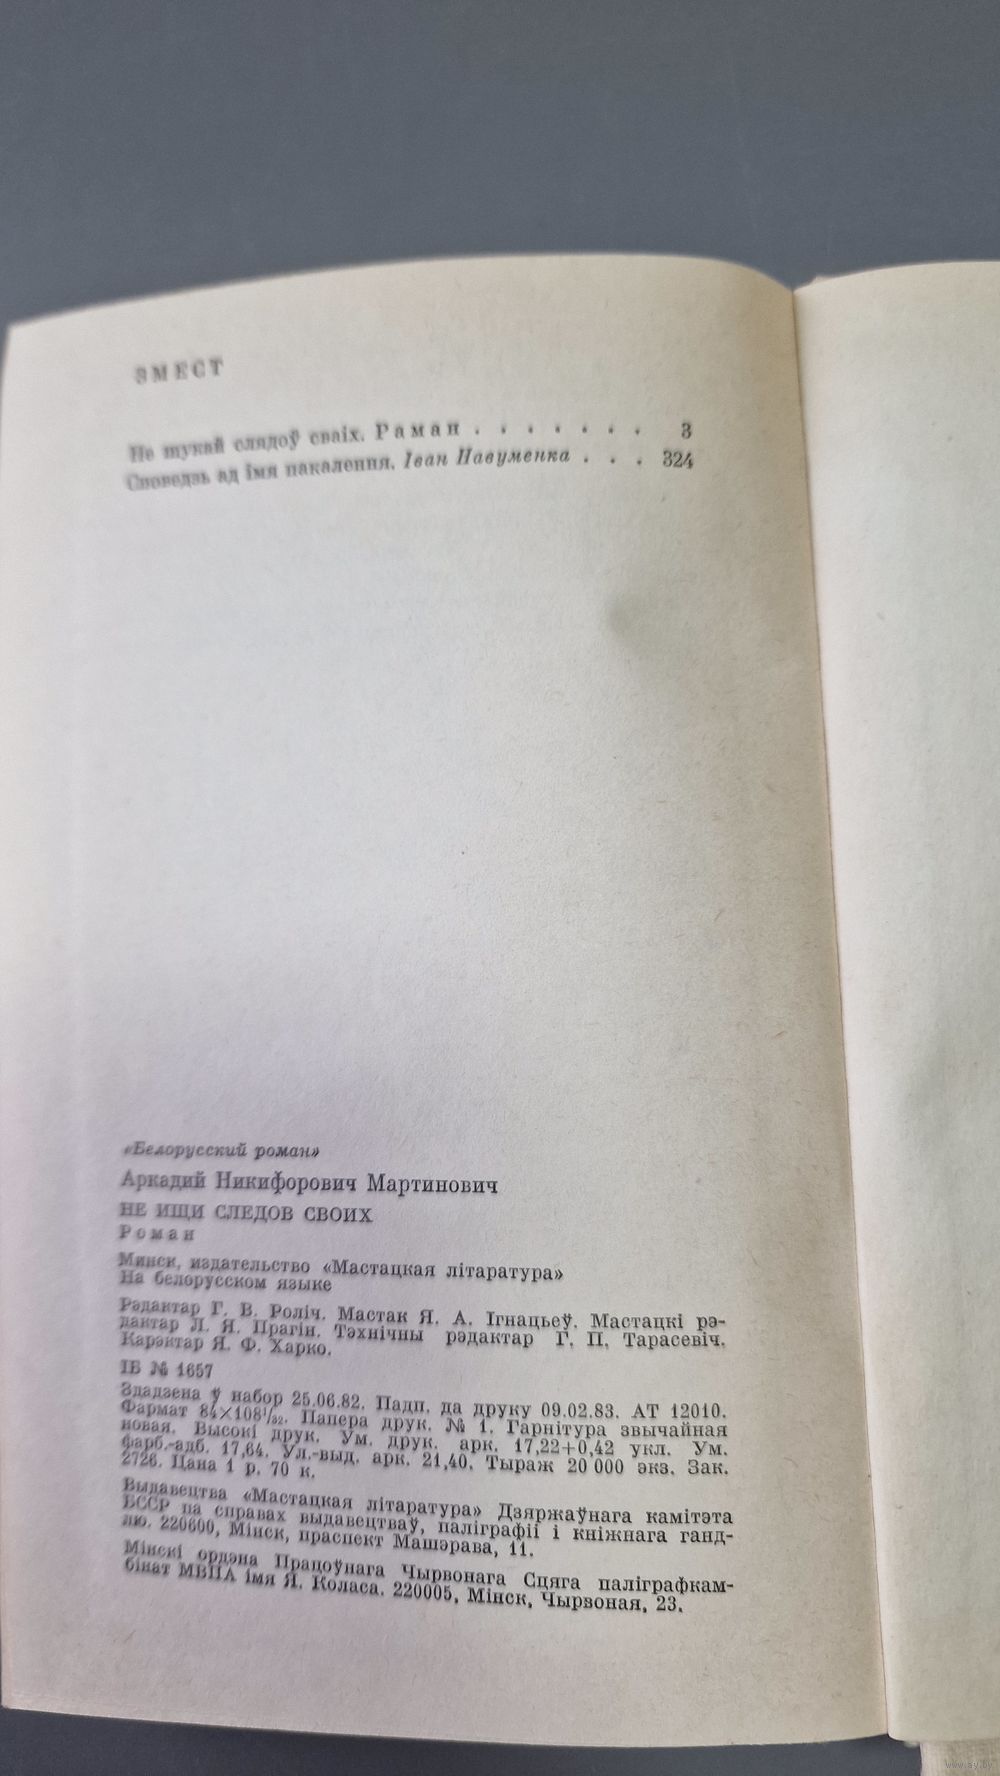 ЗМЕСТ
Не шукай слядоў сваіх. Раман . . . . . . . 3
Споведзь ад імя пакалення. Іван Навуменка . . . 324
«Белорусский роман»
Аркадий Никифорович Мартинович
НЕ ИЩИ СЛЕДОВ СВОИХ
Роман
Минск, издательство «Мастацкая літаратура»
На белорусском языке
Рэдактар Г. В. Роліч. Мастак Я. А. Ігнацьеў. Мастацкі рэ-
дактар Л. Я. Прагін. Тэхнічны рэдактар Г. П. Тарасевіч.
Карэктар Я. Ф. Харко.
ІБ № 1657
Здадзена ў набор 25.06.82. Падп. да друку 09.02.83. АТ 12010.
Фармат 84×108¹/₃₂. Папера друк. № 1. Гарнітура звычайная
новая. Высокі друк. Ум. друк. арк. 17,22+0,42 укл. Ум.
фарб.-адб. 17,64. Ул.-выд. арк. 21,40. Тыраж 20 000 экз. Зак.
2726. Цана 1 р. 70 к.
Выдавецтва «Мастацкая літаратура» Дзяржаўнага камітэта
БССР па справах выдавецтваў, паліграфіі і кніжнага ганд-
лю. 220600, Мінск, праспект Машэрава, 11.
Мінскі ордэна Працоўнага Чырвонага Сцяга паліграфкам-
бінат МВПА імя Я. Коласа. 220005, Мінск, Чырвоная, 23.
www.ay.by